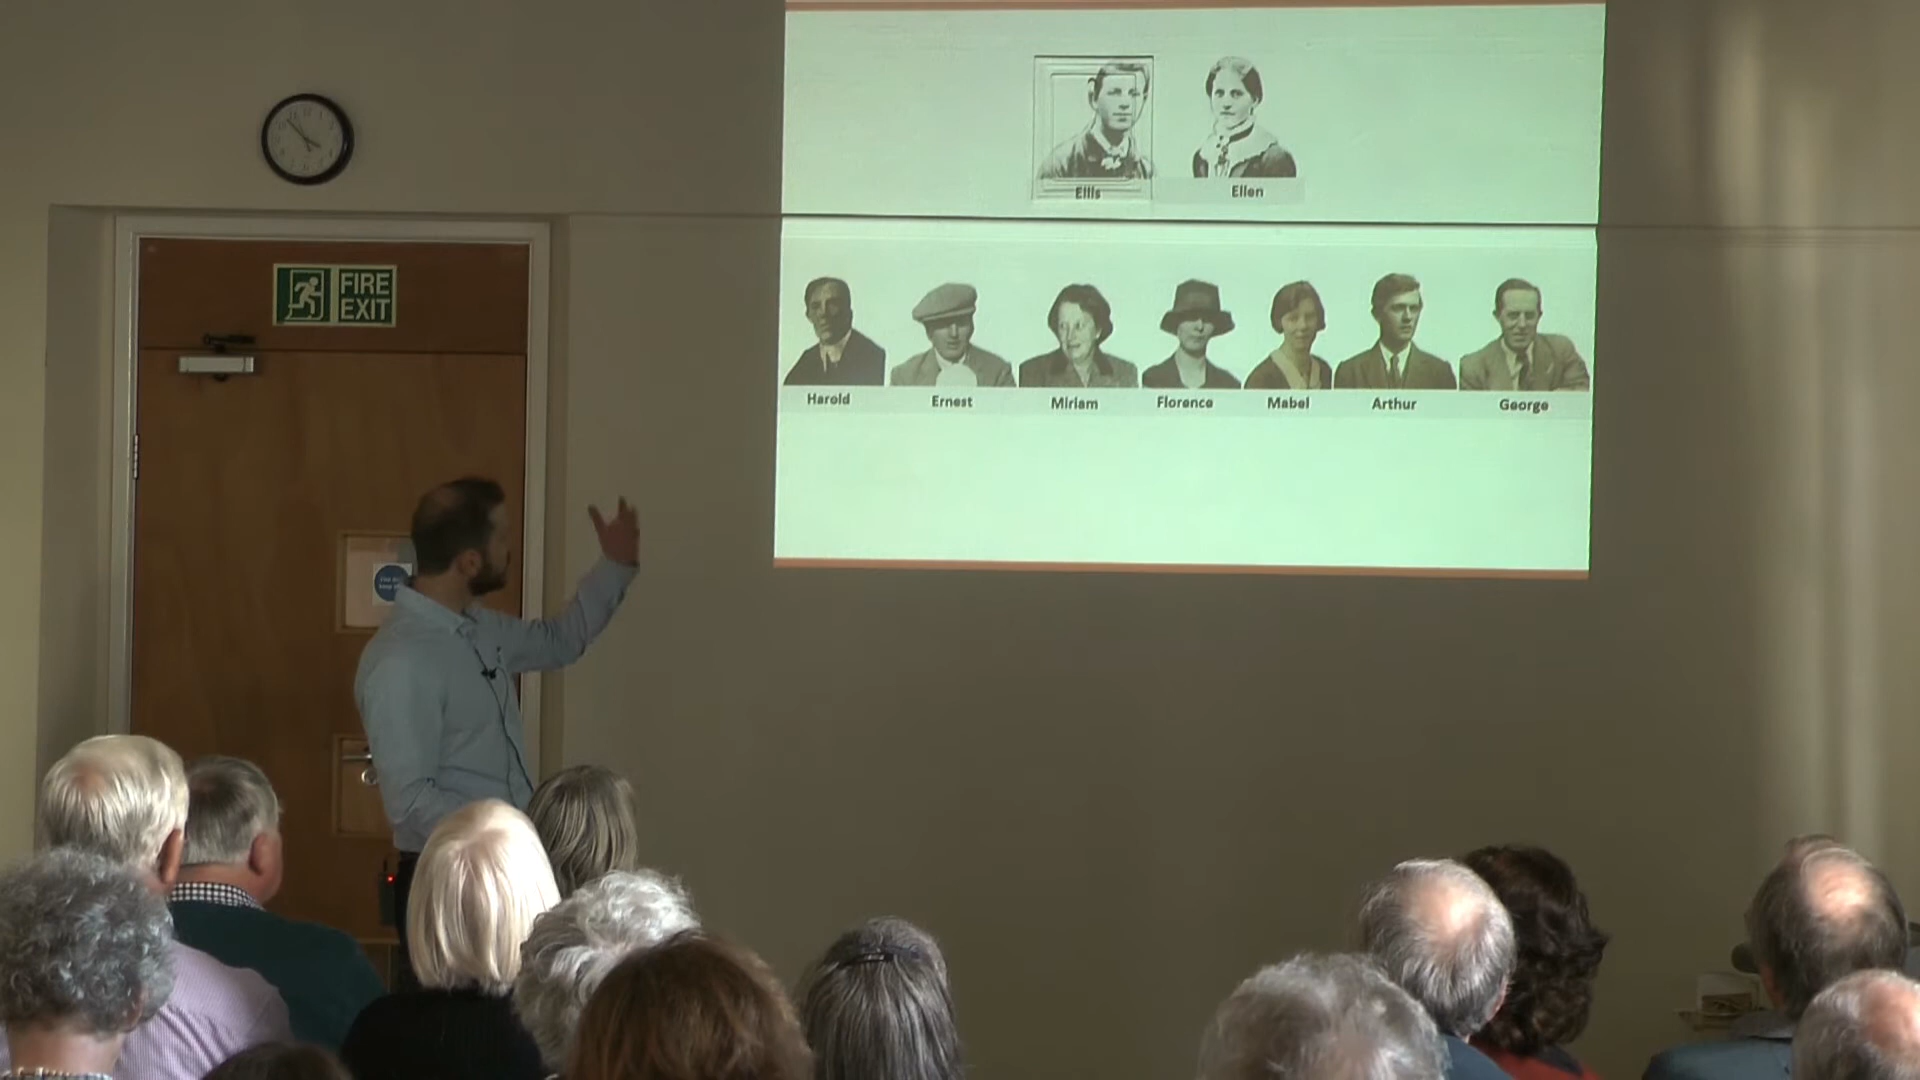 Ellis
Ellen
FIRE
EXIT
Harold
Ernest
Miriam
Florence
Mabel
Arthur
George